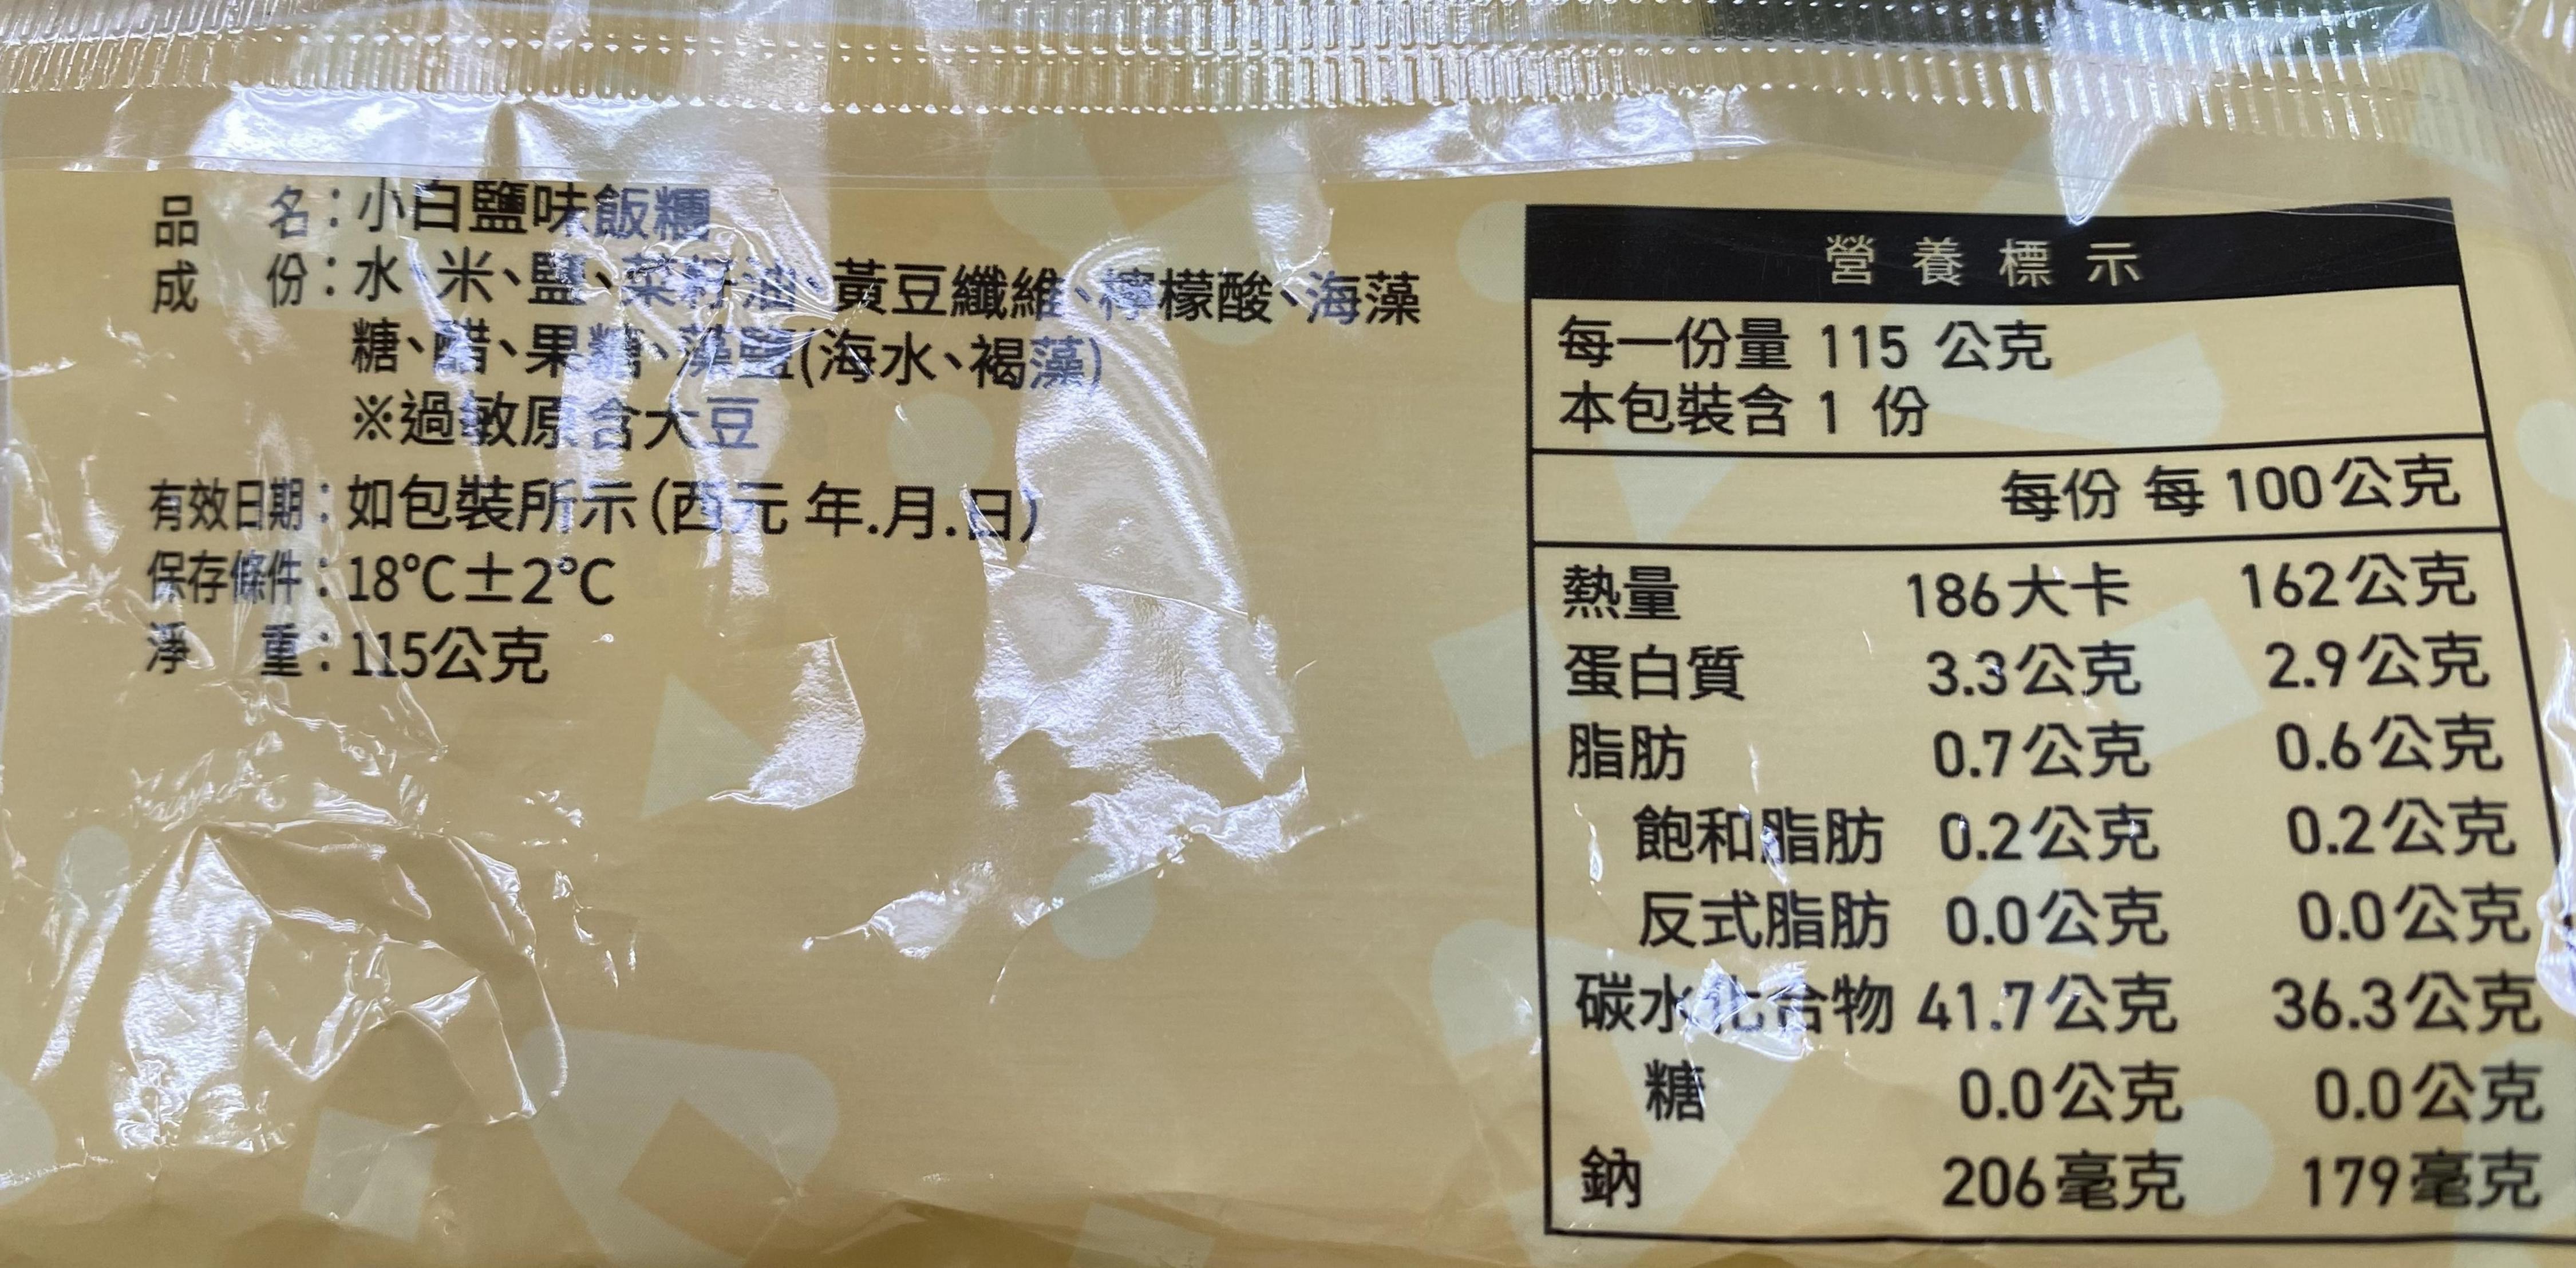 品　名：小白鹽味飯糰
成　份：水、米、鹽、菜籽油、黃豆纖維、檸檬酸、海藻
糖、醋、果糖、藻鹽(海水、褐藻)
※過敏原含大豆
有效日期：如包裝所示(西元 年.月.日)
保存條件：18℃±2℃
淨　重：115公克
營養標示
每一份量 115 公克
本包裝含 1 份
每份 每 100公克
熱量 186大卡 162公克
蛋白質 3.3公克 2.9公克
脂肪 0.7公克 0.6公克
飽和脂肪 0.2公克 0.2公克
反式脂肪 0.0公克 0.0公克
碳水化合物 41.7公克 36.3公克
糖 0.0公克 0.0公克
鈉 206毫克 179毫克